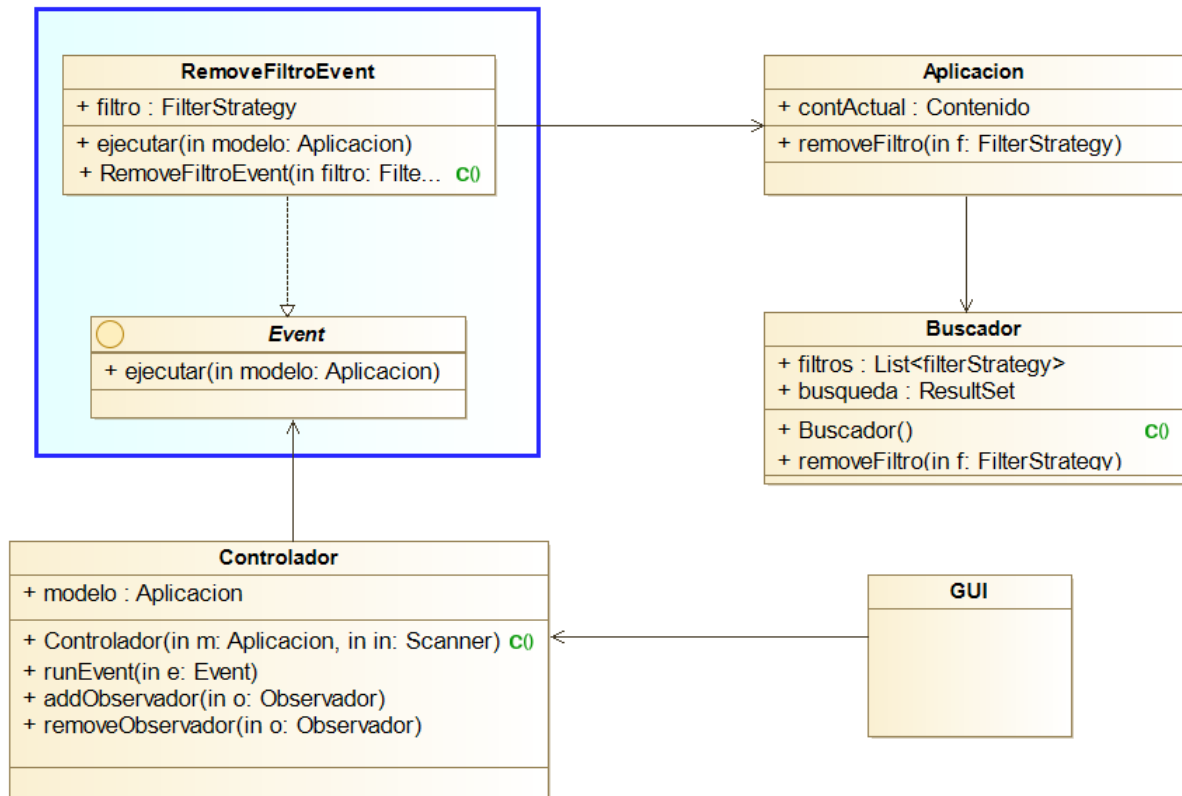 RemoveFiltroEvent
+ filtro : FilterStrategy
+ ejecutar(in modelo: Aplicacion)
+ RemoveFiltroEvent(in filtro: Filte... C()
Event
+ ejecutar(in modelo: Aplicacion)
Aplicacion
+ contActual : Contenido
+ removeFiltro(in f: FilterStrategy)
Buscador
+ filtros : List<filterStrategy>
+ busqueda : ResultSet
+ Buscador() C()
+ removeFiltro(in f: FilterStrategy)
Controlador
+ modelo : Aplicacion
+ Controlador(in m: Aplicacion, in in: Scanner) C()
+ runEvent(in e: Event)
+ addObservador(in o: Observador)
+ removeObservador(in o: Observador)
GUI